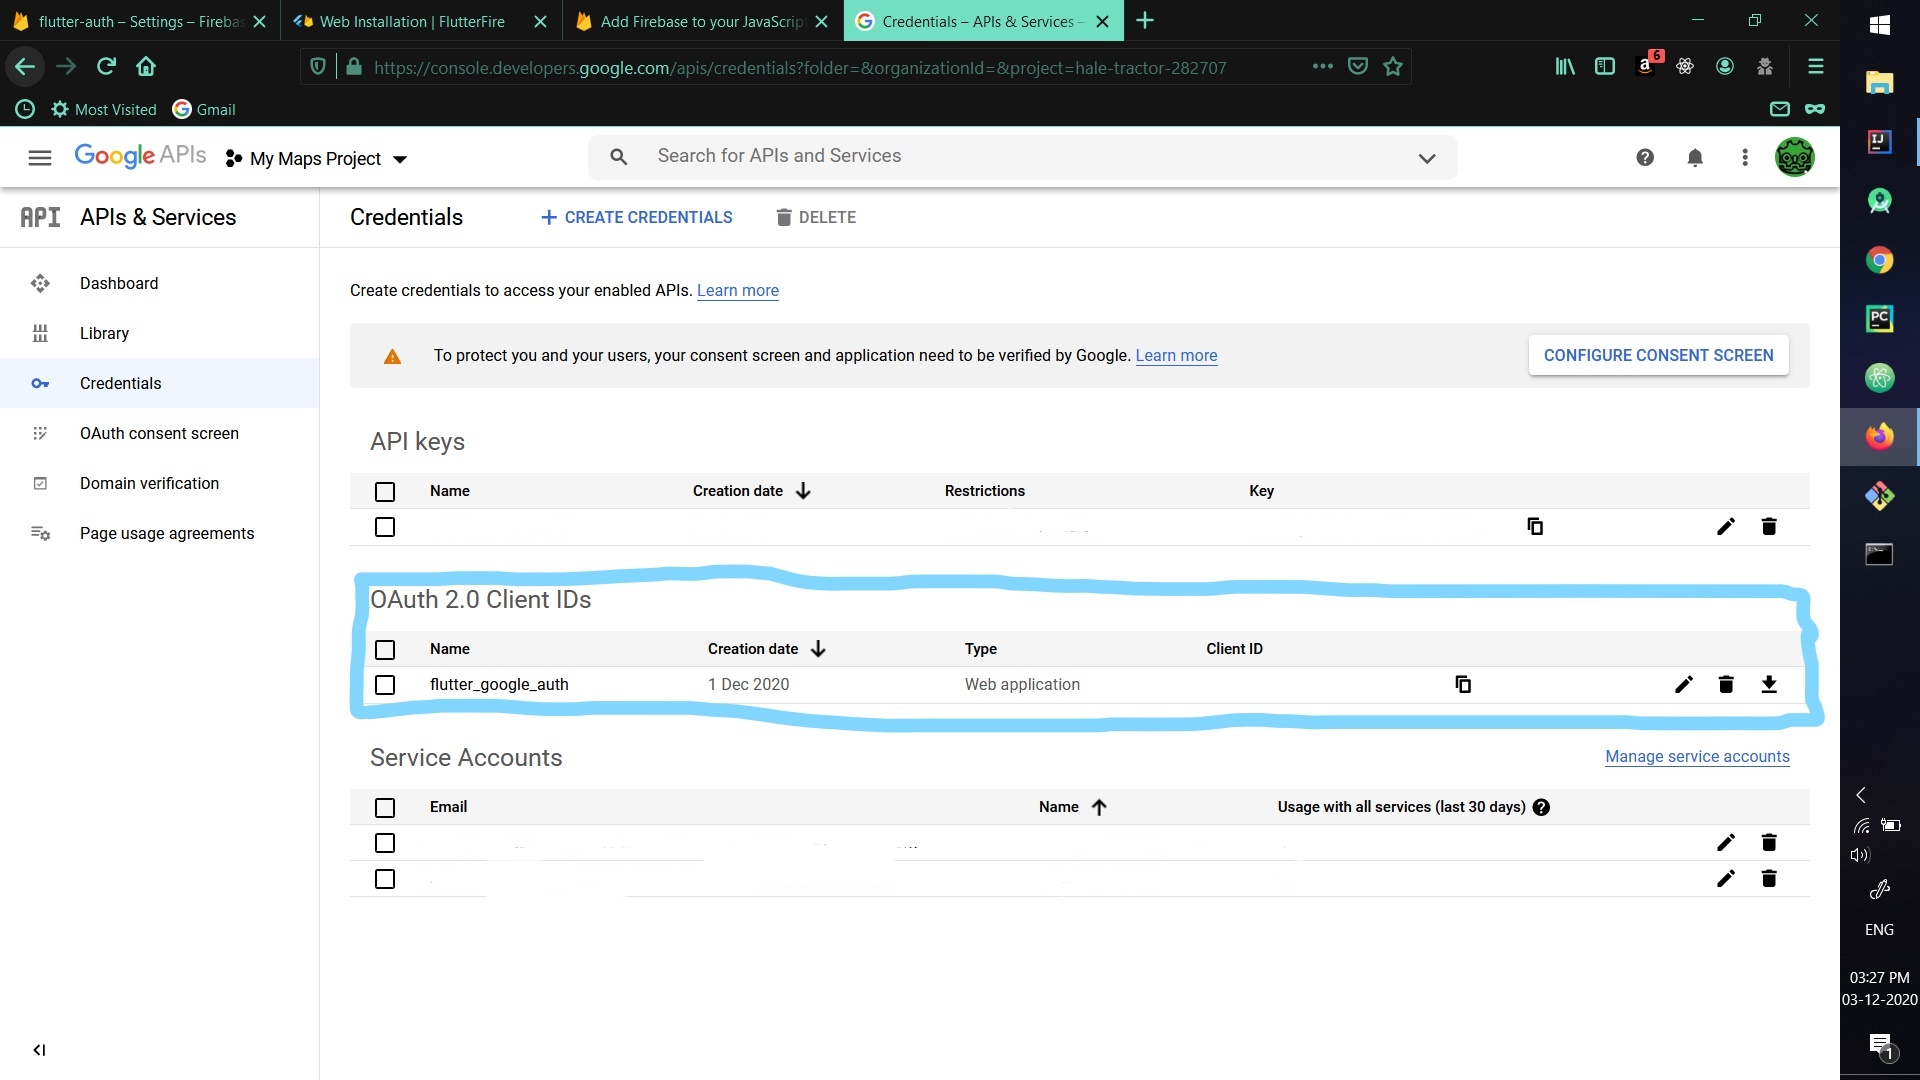 flutter-auth – Settings – Firebas
Web Installation | FlutterFire
Add Firebase to your JavaScript
Credentials – APIs & Services –
https://console.developers.google.com/apis/credentials?folder=&organizationId=&project=hale-tractor-282707
6
Most Visited
Gmail
Google APIs
My Maps Project
Search for APIs and Services
API APIs & Services
Credentials
CREATE CREDENTIALS
DELETE
Dashboard
Library
Credentials
OAuth consent screen
Domain verification
Page usage agreements
Create credentials to access your enabled APIs. Learn more
To protect you and your users, your consent screen and application need to be verified by Google. Learn more
CONFIGURE CONSENT SCREEN
API keys
Name Creation date Restrictions Key
OAuth 2.0 Client IDs
Name Creation date Type Client ID
flutter_google_auth 1 Dec 2020 Web application
Service Accounts
Manage service accounts
Email Name Usage with all services (last 30 days)
IJ
PC
ENG
03:27 PM
03-12-2020
1